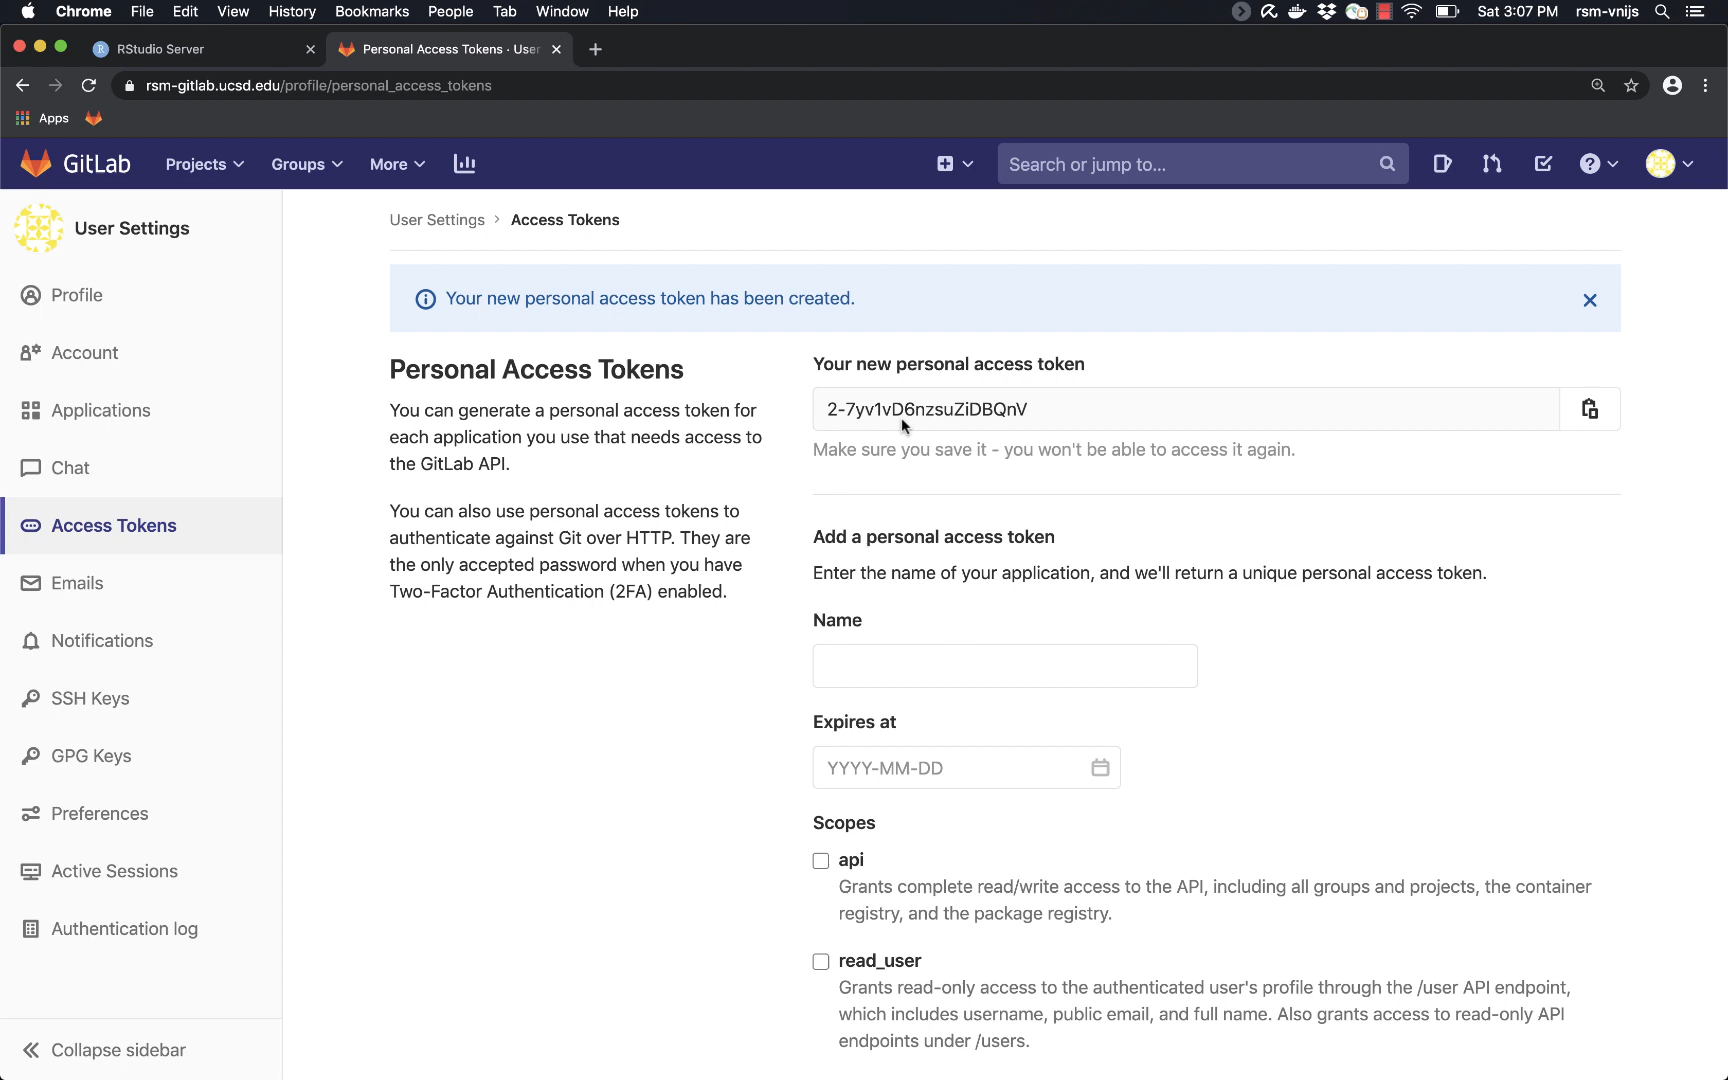 Chrome File Edit View History Bookmarks People Tab Window Help Sat 3:07 PM rsm-vnijs
RStudio Server
Personal Access Tokens · User
rsm-gitlab.ucsd.edu/profile/personal_access_tokens
Apps
GitLab Projects Groups More Search or jump to...
User Settings
Profile
Account
Applications
Chat
Access Tokens
Emails
Notifications
SSH Keys
GPG Keys
Preferences
Active Sessions
Authentication log
Collapse sidebar
User Settings > Access Tokens
Your new personal access token has been created.
Personal Access Tokens
You can generate a personal access token for
each application you use that needs access to
the GitLab API.
You can also use personal access tokens to
authenticate against Git over HTTP. They are
the only accepted password when you have
Two-Factor Authentication (2FA) enabled.
Your new personal access token
2-7yv1vD6nzsuZiDBQnV
Make sure you save it - you won't be able to access it again.
Add a personal access token
Enter the name of your application, and we'll return a unique personal access token.
Name
Expires at
YYYY-MM-DD
Scopes
api
Grants complete read/write access to the API, including all groups and projects, the container
registry, and the package registry.
read_user
Grants read-only access to the authenticated user's profile through the /user API endpoint,
which includes username, public email, and full name. Also grants access to read-only API
endpoints under /users.